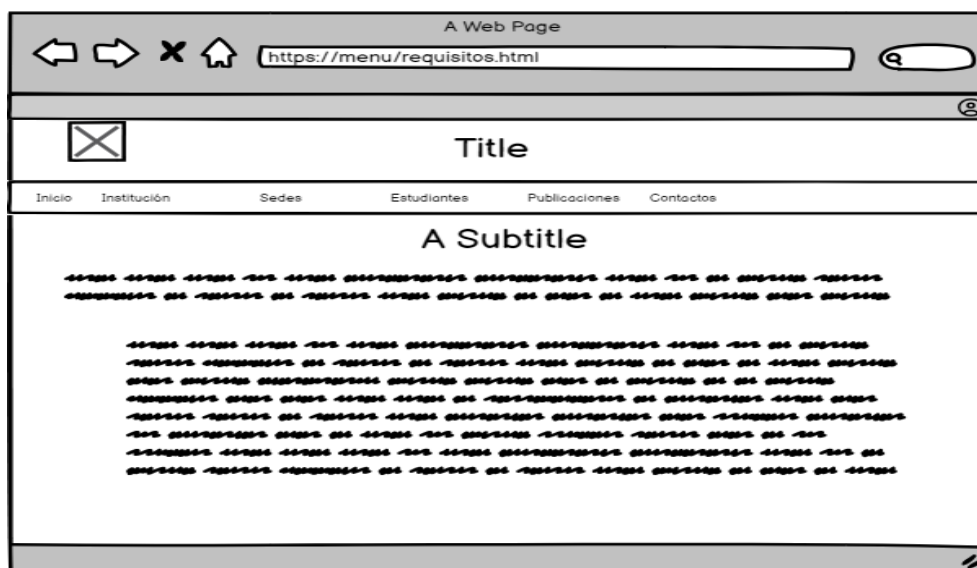 A Web Page
https://menu/requisitos.html
Title
Inicio Institución Sedes Estudiantes Publicaciones Contactos
A Subtitle